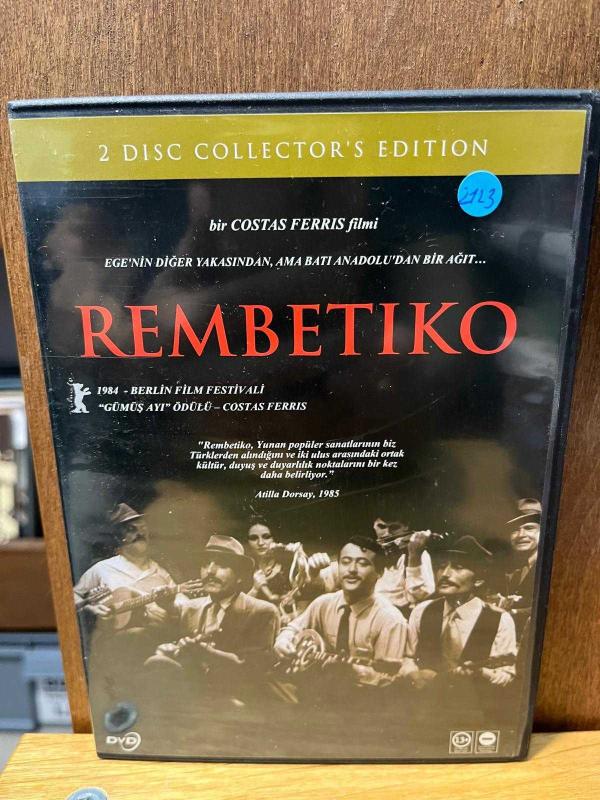 2 DISC COLLECTOR'S EDITION
2123
bir COSTAS FERRIS filmi
EGE'NİN DİĞER YAKASINDAN, AMA BATI ANADOLU'DAN BİR AĞIT...
REMBETIKO
1984 - BERLİN FİLM FESTİVALİ
"GÜMÜŞ AYI" ÖDÜLÜ – COSTAS FERRIS
"Rembetiko, Yunan popüler sanatlarının biz
Türklerden alındığını ve iki ulus arasındaki ortak
kültür, duyuş ve duyarlılık noktalarını bir kez
daha belirliyor."
Atilla Dorsay, 1985
DVD
13+